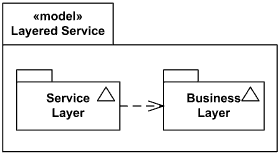 «model»
Layered Service
Service
Layer
Business
Layer